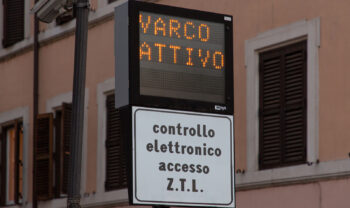 VARCO
ATTIVO
controllo
elettronico
accesso
Z.T.L.